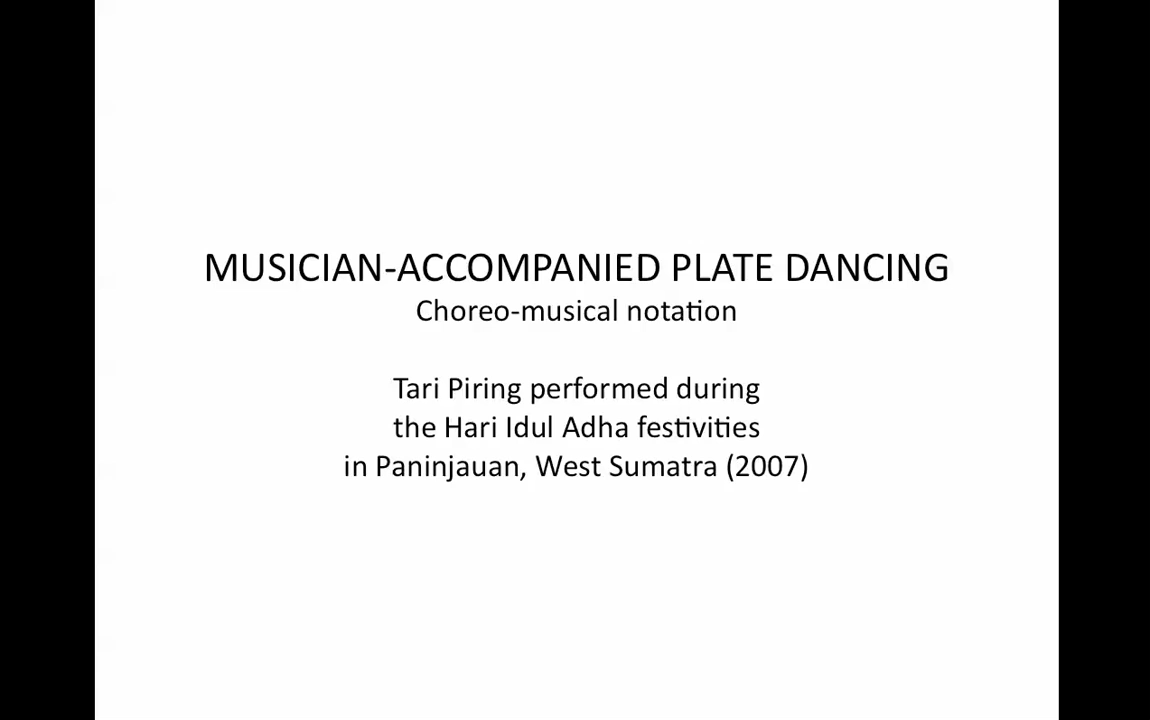 MUSICIAN-ACCOMPANIED PLATE DANCING
Choreo-musical notation
Tari Piring performed during
the Hari Idul Adha festivities
in Paninjauan, West Sumatra (2007)